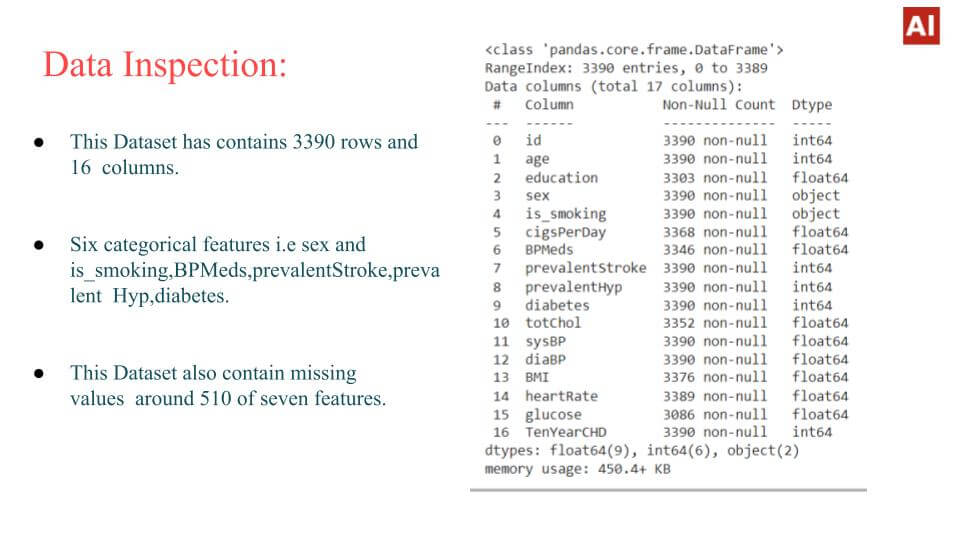 AI
Data Inspection:
● This Dataset has contains 3390 rows and
16 columns.
● Six categorical features i.e sex and
is_smoking,BPMeds,prevalentStroke,preva
lent Hyp,diabetes.
● This Dataset also contain missing
values around 510 of seven features.
<class 'pandas.core.frame.DataFrame'>
RangeIndex: 3390 entries, 0 to 3389
Data columns (total 17 columns):
# Column Non-Null Count Dtype
--- ------ -------------- -----
0 id 3390 non-null int64
1 age 3390 non-null int64
2 education 3303 non-null float64
3 sex 3390 non-null object
4 is_smoking 3390 non-null object
5 cigsPerDay 3368 non-null float64
6 BPMeds 3346 non-null float64
7 prevalentStroke 3390 non-null int64
8 prevalentHyp 3390 non-null int64
9 diabetes 3390 non-null int64
10 totChol 3352 non-null float64
11 sysBP 3390 non-null float64
12 diaBP 3390 non-null float64
13 BMI 3376 non-null float64
14 heartRate 3389 non-null float64
15 glucose 3086 non-null float64
16 TenYearCHD 3390 non-null int64
dtypes: float64(9), int64(6), object(2)
memory usage: 450.4+ KB